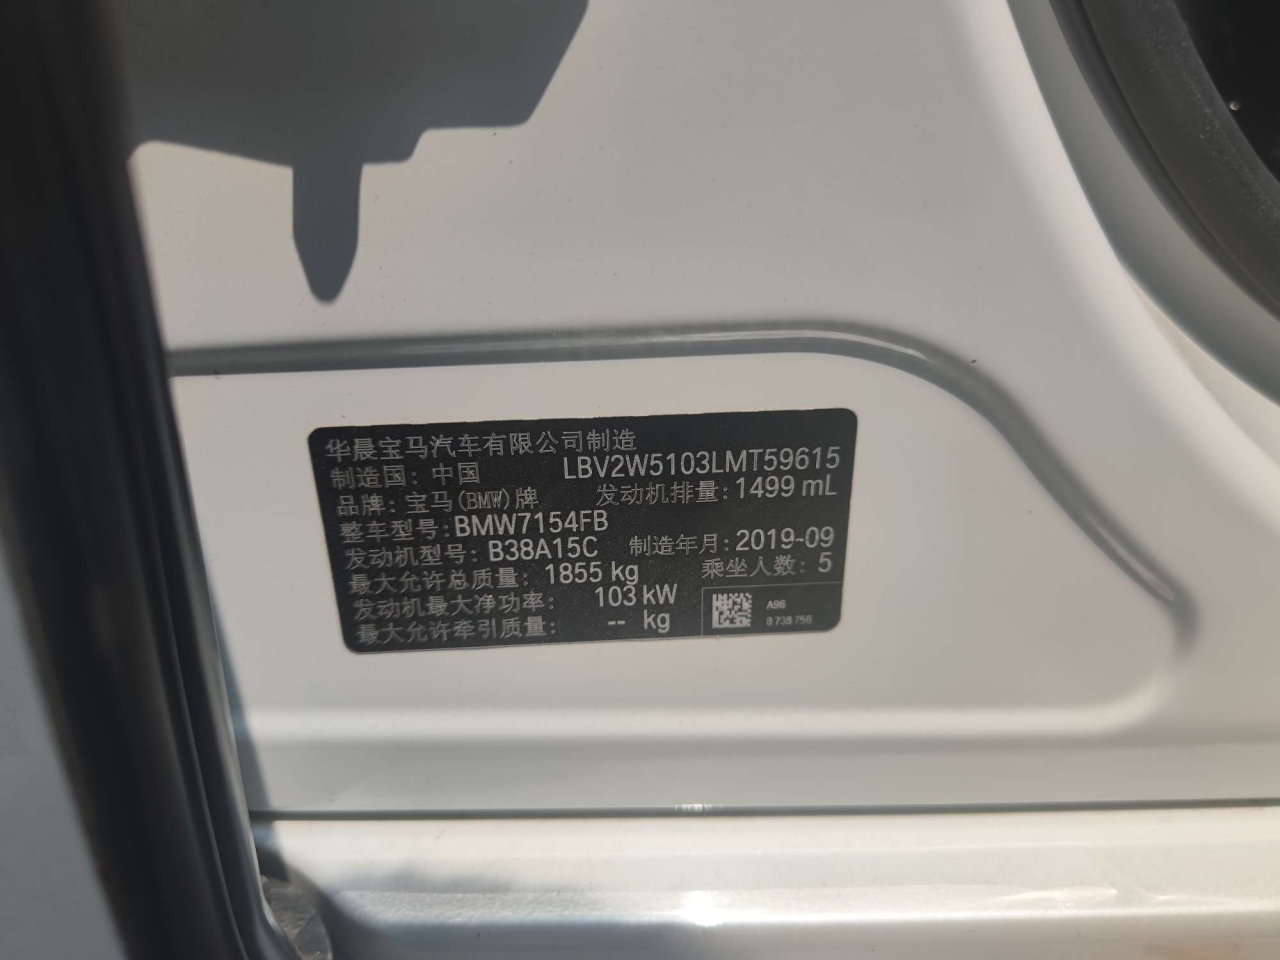 华晨宝马汽车有限公司制造
制造国：中国 LBV2W5103LMT59615
品牌：宝马(BMW)牌 发动机排量：1499 mL
整车型号：BMW7154FB
发动机型号：B38A15C 制造年月：2019-09
最大允许总质量：1855 kg 乘坐人数：5
发动机最大净功率：103 kW
最大允许牵引质量：-- kg
A96
8 738 756